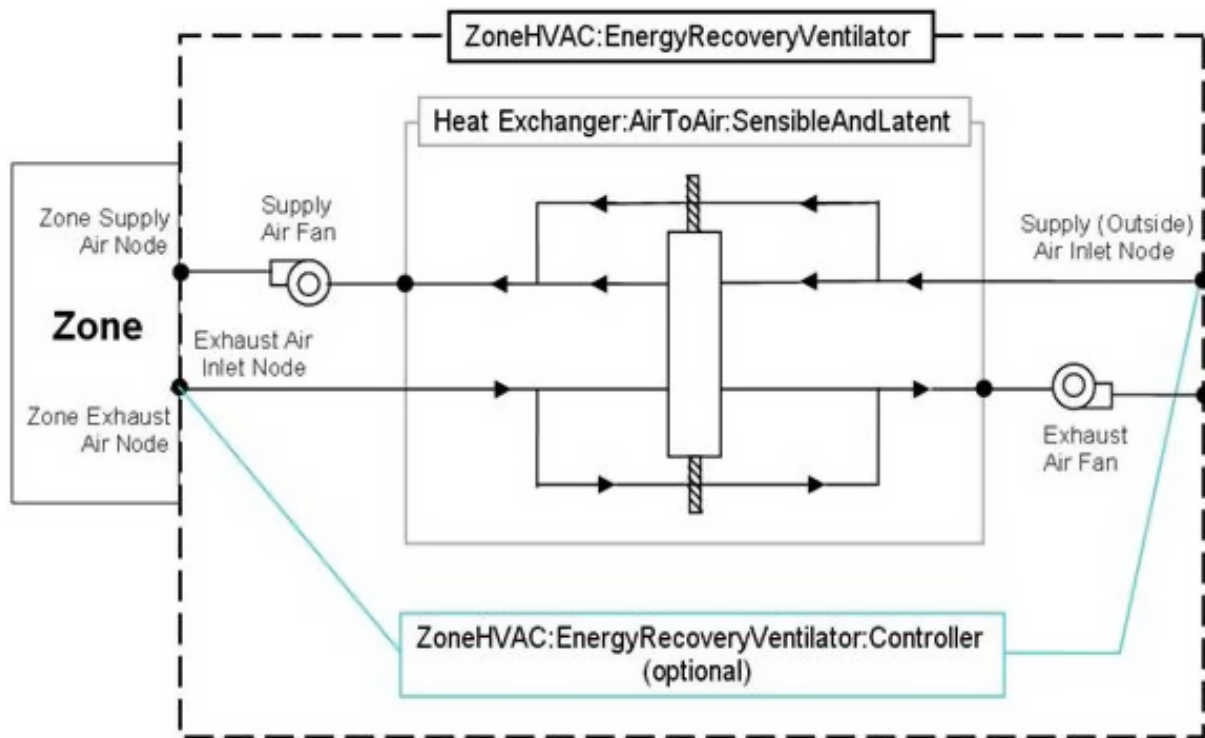 ZoneHVAC:EnergyRecoveryVentilator
Heat Exchanger:AirToAir:SensibleAndLatent
Zone Supply
Air Node
Supply
Air Fan
Supply (Outside)
Air Inlet Node
Zone
Exhaust Air
Inlet Node
Zone Exhaust
Air Node
Exhaust
Air Fan
ZoneHVAC:EnergyRecoveryVentilator:Controller
(optional)